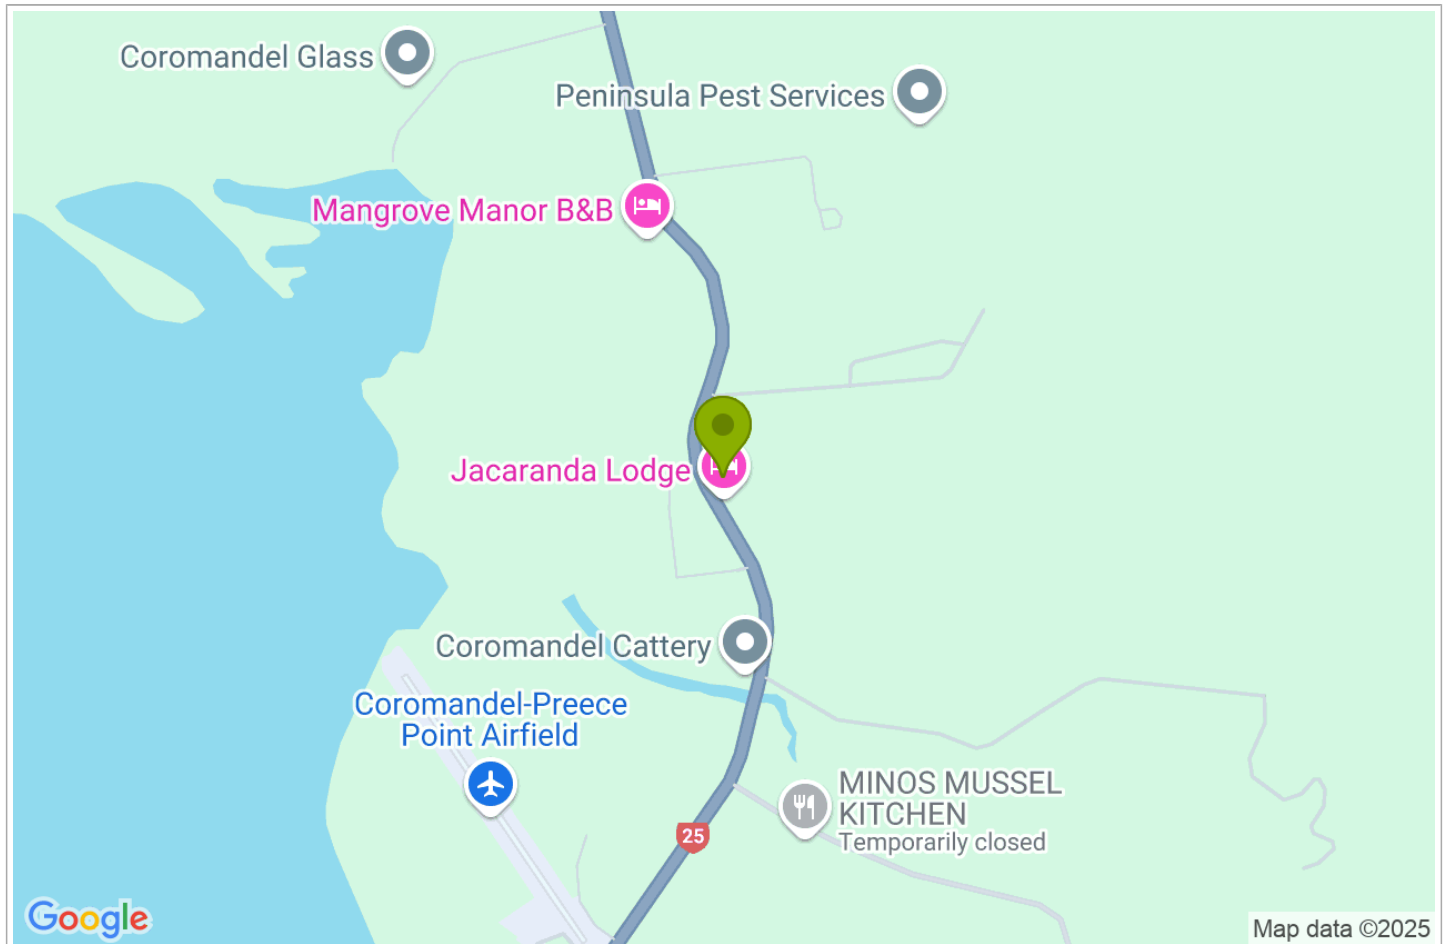 Coromandel Glass
Peninsula Pest Services
Mangrove Manor B&B
Jacaranda Lodge
Coromandel Cattery
Coromandel-Preece
Point Airfield
MINOS MUSSEL
KITCHEN
Temporarily closed
25
Google
Map data ©2025